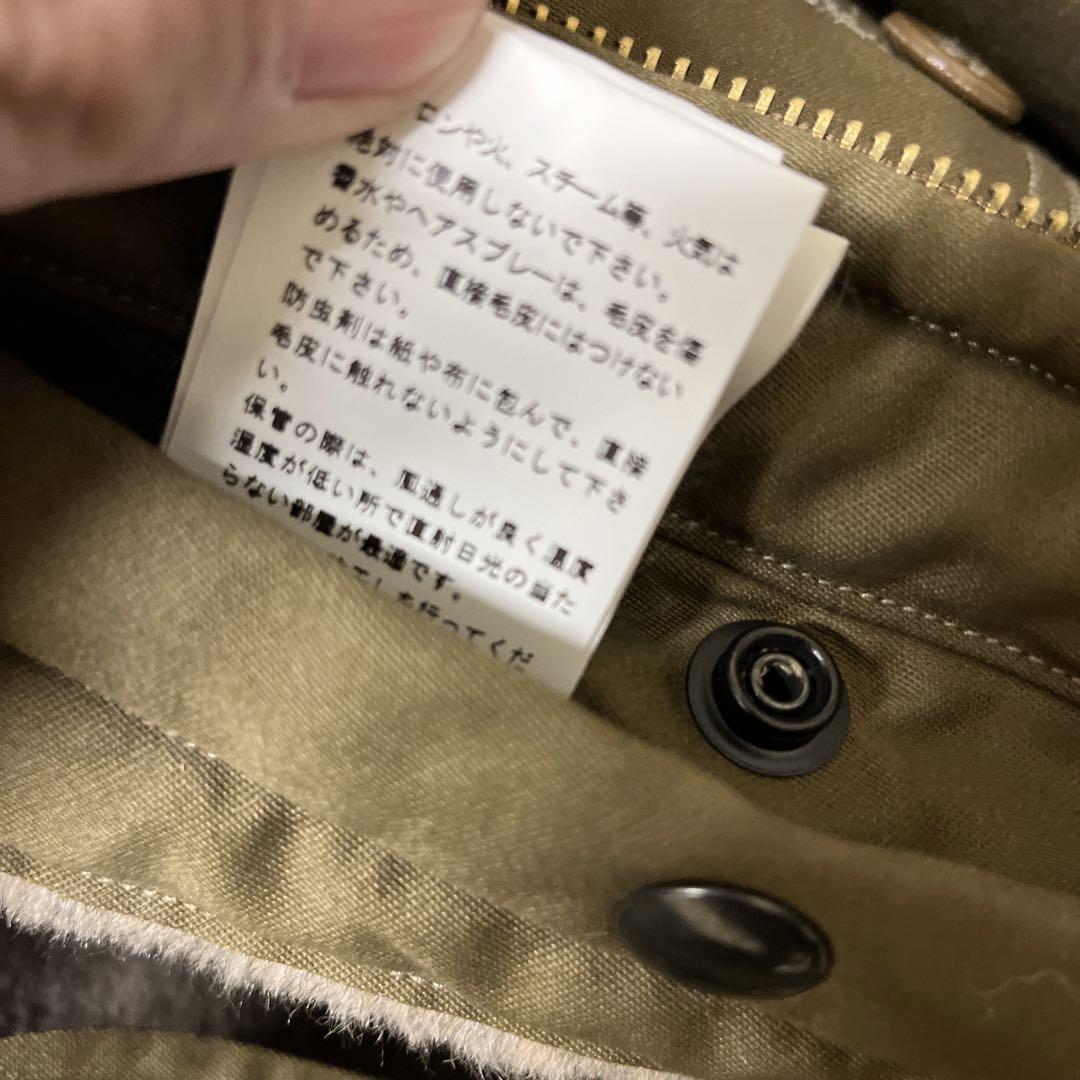 ロンや火、スチーム等、火気は
絶対に使用しないで下さい。
香水やヘアスプレーは、毛皮を傷
めるため、直接毛皮にはつけない
で下さい。
防虫剤は紙や布に包んで、直接
毛皮に触れないようにして下さ
い。
保管の際は、風通しが良く温度
湿度が低い所で直射日光の当た
らない部屋が最適です。
を行ってくだ